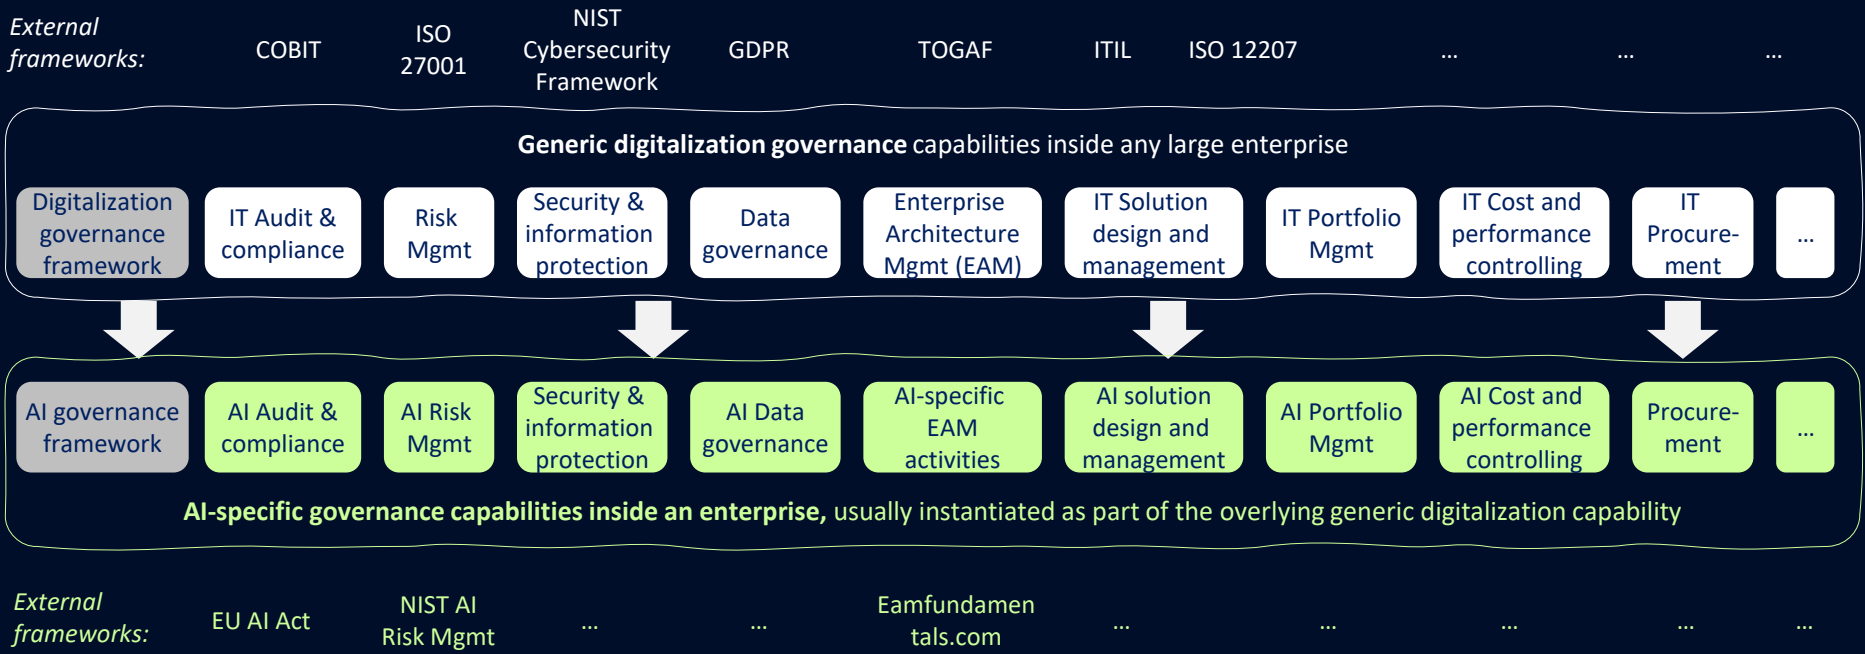 External
frameworks:
COBIT
ISO
27001
NIST
Cybersecurity
Framework
GDPR
TOGAF
ITIL
ISO 12207
...
...
...
Generic digitalization governance capabilities inside any large enterprise
Digitalization
governance
framework
IT Audit &
compliance
Risk
Mgmt
Security &
information
protection
Data
governance
Enterprise
Architecture
Mgmt (EAM)
IT Solution
design and
management
IT Portfolio
Mgmt
IT Cost and
performance
controlling
IT
Procure-
ment
...
AI governance
framework
AI Audit &
compliance
AI Risk
Mgmt
Security &
information
protection
AI Data
governance
AI-specific
EAM
activities
AI solution
design and
management
AI Portfolio
Mgmt
AI Cost and
performance
controlling
Procure-
ment
...
AI-specific governance capabilities inside an enterprise, usually instantiated as part of the overlying generic digitalization capability
External
frameworks:
EU AI Act
NIST AI
Risk Mgmt
...
...
Eamfundamen
tals.com
...
...
...
...
...